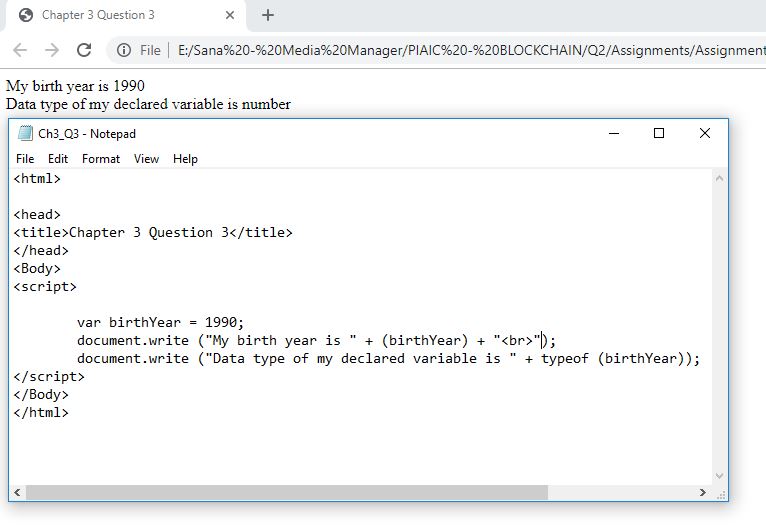 Chapter 3 Question 3
File | E:/Sana%20-%20Media%20Manager/PIAIC%20-%20BLOCKCHAIN/Q2/Assignments/Assignment
My birth year is 1990
Data type of my declared variable is number
Ch3_Q3 - Notepad
File Edit Format View Help
<html>
<head>
<title>Chapter 3 Question 3</title>
</head>
<Body>
<script>
var birthYear = 1990;
document.write ("My birth year is " + (birthYear) + "<br>");
document.write ("Data type of my declared variable is " + typeof (birthYear));
</script>
</Body>
</html>